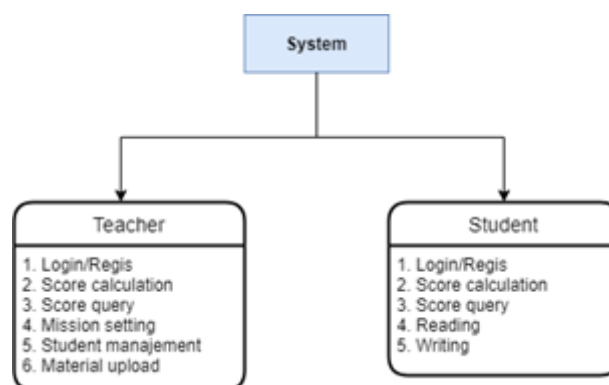 System
Teacher
1. Login/Regis
2. Score calculation
3. Score query
4. Mission setting
5. Student manajement
6. Material upload
Student
1. Login/Regis
2. Score calculation
3. Score query
4. Reading
5. Writing